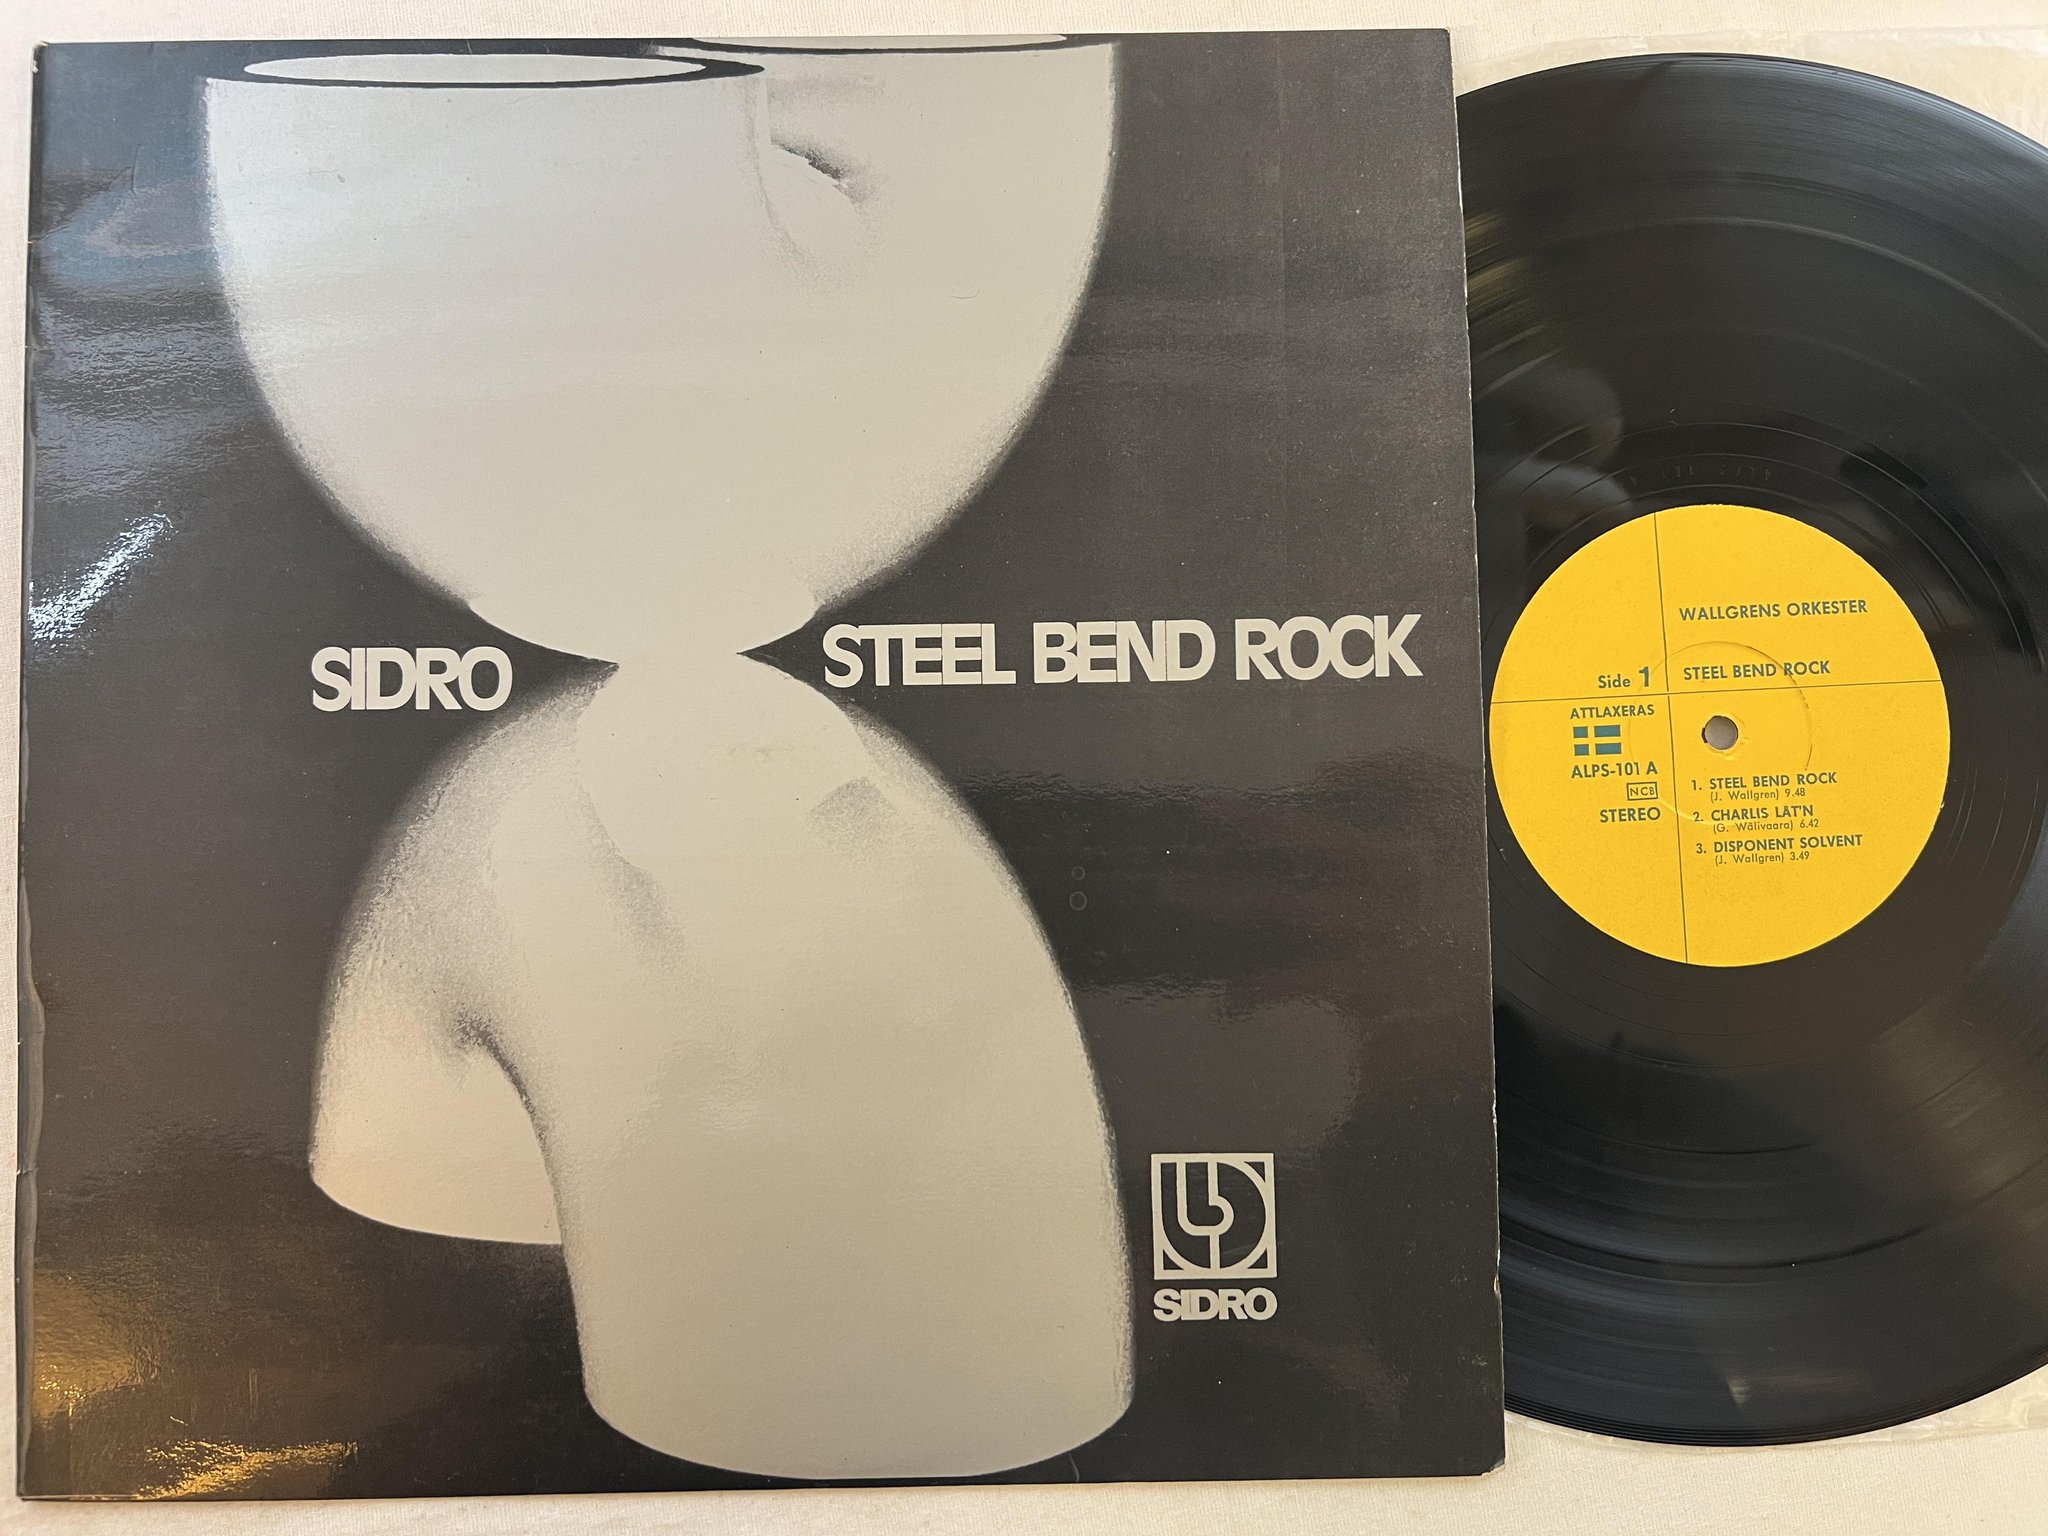 SIDRO
STEEL BEND ROCK
SIDRO
WALLGRENS ORKESTER
Side 1
STEEL BEND ROCK
ATTLAXERAS
ALPS-101 A
NCB
STEREO
1. STEEL BEND ROCK
(J. Wallgren) 9.48
2. CHARLIS LÅT'N
(G. Wälivaara) 6.42
3. DISPONENT SOLVENT
(J. Wallgren) 3.49